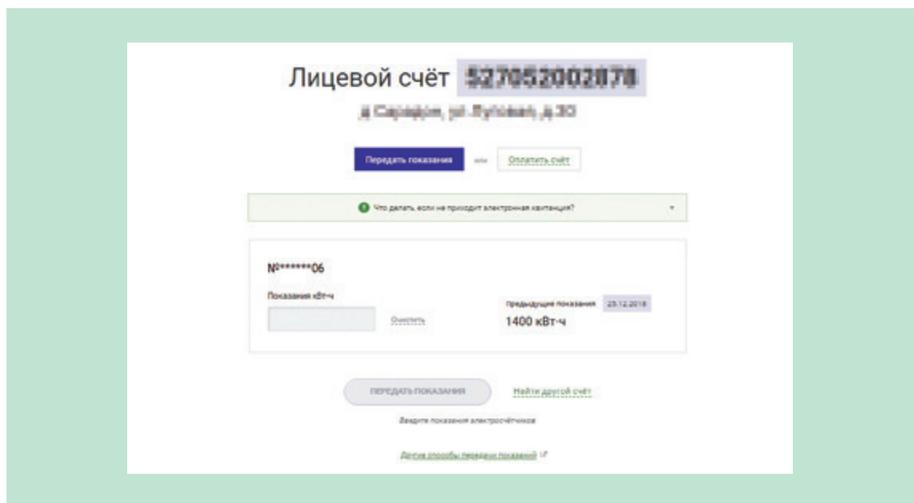 Лицевой счёт
Передать показания или Оплатить счёт
Что делать, если не приходит электронная квитанция?
№******06
Показания кВт-ч
Очистить
Предыдущие показания 25.12.2018
1400 кВт·ч
ПЕРЕДАТЬ ПОКАЗАНИЯ Найти другой счёт
Введите показания электросчётчиков
Другие способы передачи показаний